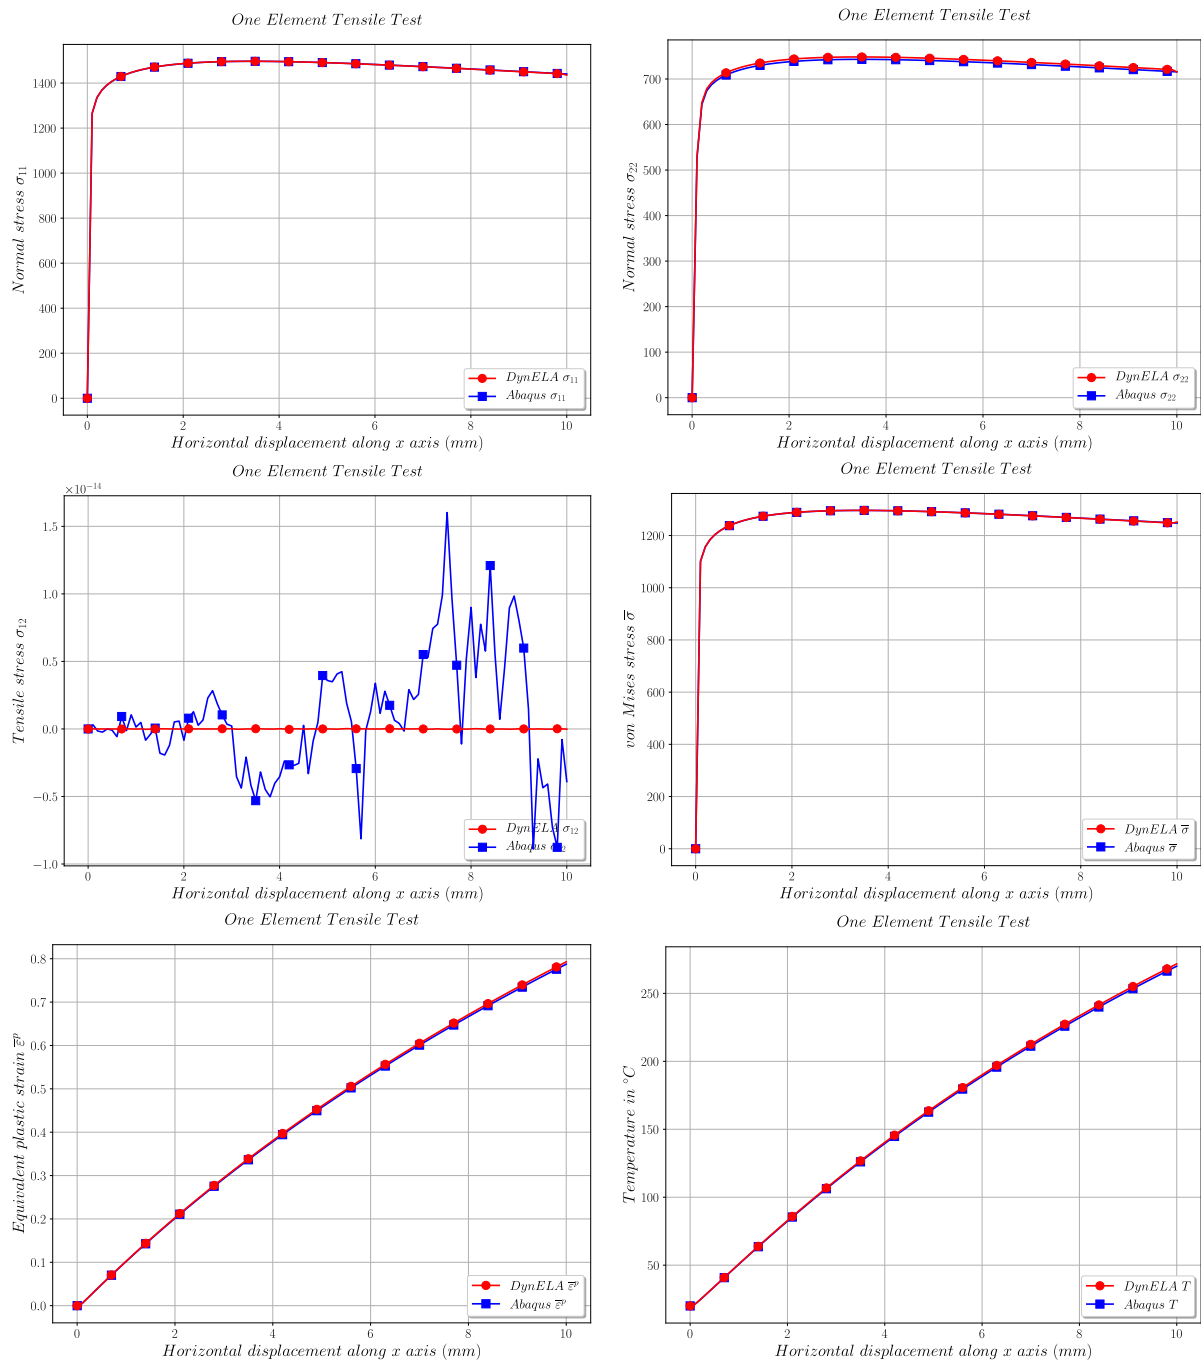 One Element Tensile Test
Normal stress σ₁₁
1400
1200
1000
800
600
400
200
0
0 2 4 6 8 10
Horizontal displacement along x axis (mm)
DynELA σ₁₁
Abaqus σ₁₁
One Element Tensile Test
Normal stress σ₂₂
700
600
500
400
300
200
100
0
0 2 4 6 8 10
Horizontal displacement along x axis (mm)
DynELA σ₂₂
Abaqus σ₂₂
One Element Tensile Test
×10⁻¹⁴
Tensile stress σ₁₂
1.5
1.0
0.5
0.0
−0.5
−1.0
0 2 4 6 8 10
Horizontal displacement along x axis (mm)
DynELA σ₁₂
Abaqus σ₁₂
One Element Tensile Test
von Mises stress σ̅
1200
1000
800
600
400
200
0
0 2 4 6 8 10
Horizontal displacement along x axis (mm)
DynELA σ̅
Abaqus σ̅
One Element Tensile Test
Equivalent plastic strain ε̅ᵖ
0.8
0.7
0.6
0.5
0.4
0.3
0.2
0.1
0.0
0 2 4 6 8 10
Horizontal displacement along x axis (mm)
DynELA ε̅ᵖ
Abaqus ε̅ᵖ
One Element Tensile Test
Temperature in °C
250
200
150
100
50
0 2 4 6 8 10
Horizontal displacement along x axis (mm)
DynELA T
Abaqus T